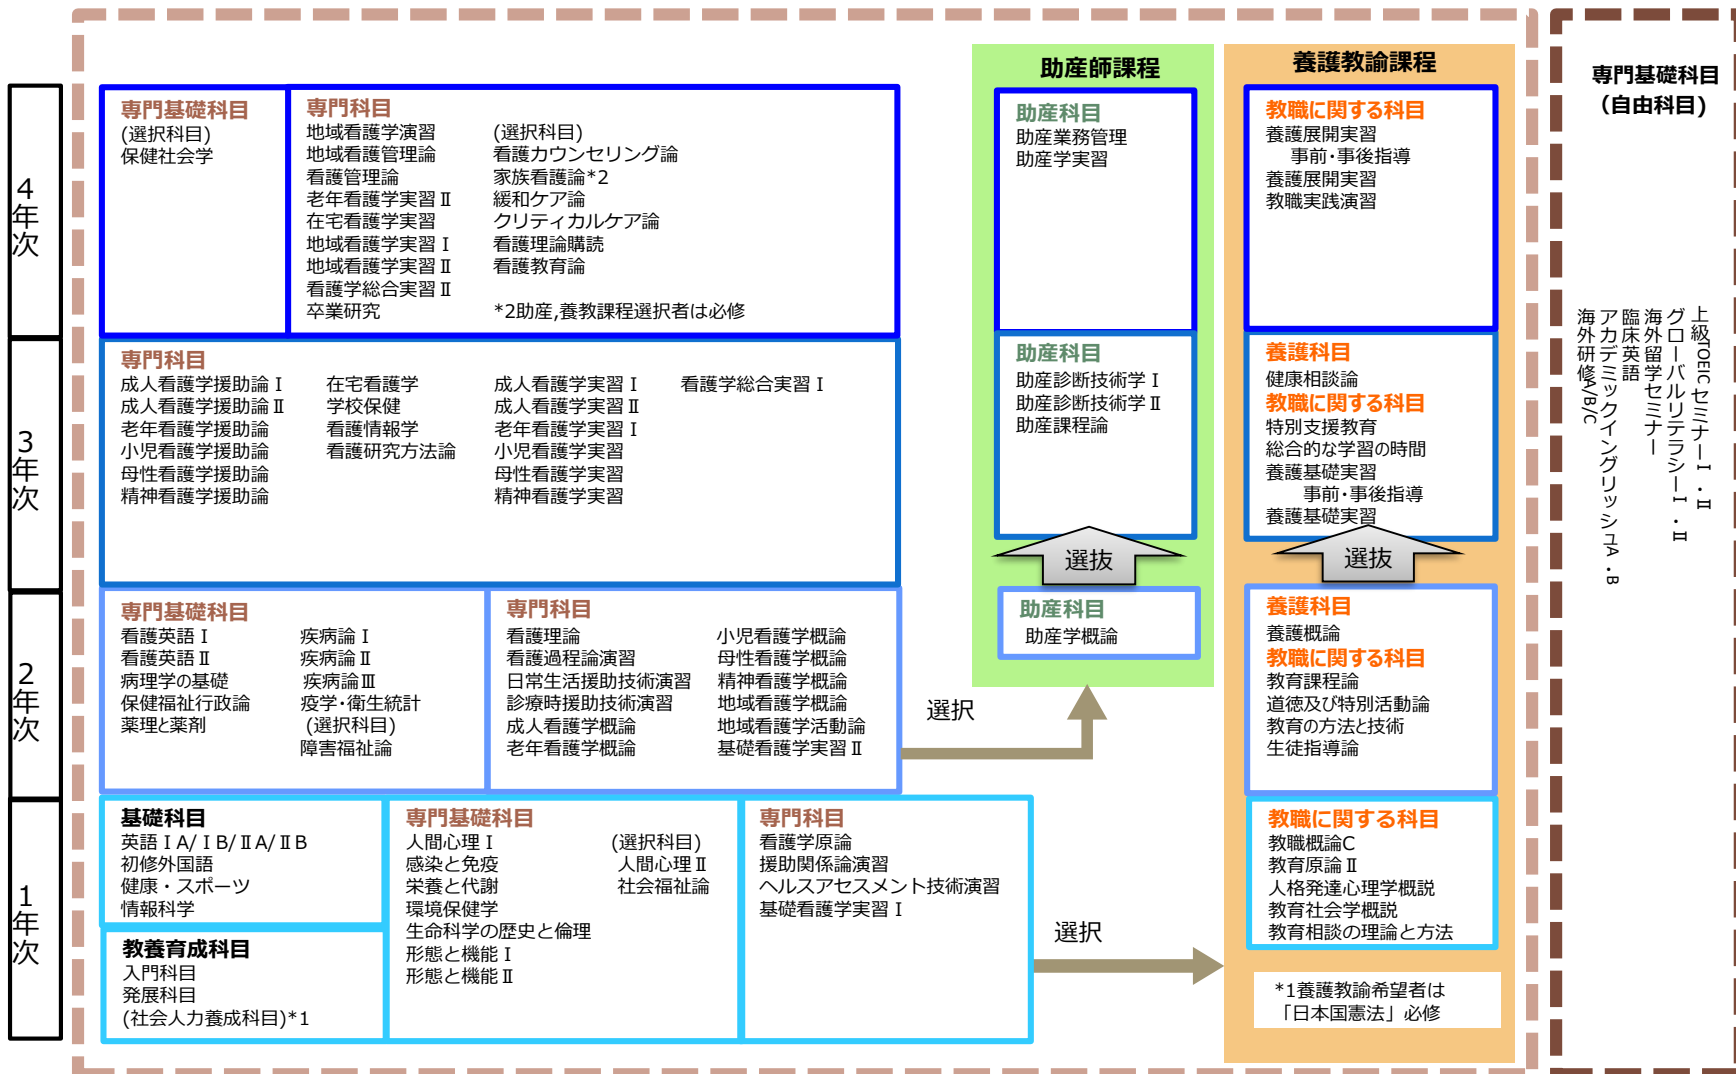 助産師課程
養護教諭課程
専門基礎科目
(自由科目)
上級TOEIC セミナーⅠ・Ⅱ
グローバルリテラシーⅠ・Ⅱ
海外留学セミナー
臨床英語
アカデミックイングリッシュA・B
海外研修A/B/C
4年次
専門基礎科目
(選択科目)
保健社会学
専門科目
地域看護学演習
地域看護管理論
看護管理論
老年看護学実習Ⅱ
在宅看護学実習
地域看護学実習Ⅰ
地域看護学実習Ⅱ
看護学総合実習Ⅱ
卒業研究
(選択科目)
看護カウンセリング論
家族看護論*2
緩和ケア論
クリティカルケア論
看護理論購読
看護教育論
*2助産,養教課程選択者は必修
助産科目
助産業務管理
助産学実習
教職に関する科目
養護展開実習
事前・事後指導
養護展開実習
教職実践演習
3年次
専門科目
成人看護学援助論Ⅰ
成人看護学援助論Ⅱ
老年看護学援助論
小児看護学援助論
母性看護学援助論
精神看護学援助論
在宅看護学
学校保健
看護情報学
看護研究方法論
成人看護学実習Ⅰ
成人看護学実習Ⅱ
老年看護学実習Ⅰ
小児看護学実習
母性看護学実習
精神看護学実習
看護学総合実習Ⅰ
助産科目
助産診断技術学Ⅰ
助産診断技術学Ⅱ
助産課程論
選抜
養護科目
健康相談論
教職に関する科目
特別支援教育
総合的な学習の時間
養護基礎実習
事前・事後指導
養護基礎実習
選抜
2年次
専門基礎科目
看護英語Ⅰ
看護英語Ⅱ
病理学の基礎
保健福祉行政論
薬理と薬剤
疾病論Ⅰ
疾病論Ⅱ
疾病論Ⅲ
疫学・衛生統計
(選択科目)
障害福祉論
専門科目
看護理論
看護過程論演習
日常生活援助技術演習
診療時援助技術演習
成人看護学概論
老年看護学概論
小児看護学概論
母性看護学概論
精神看護学概論
地域看護学概論
地域看護学活動論
基礎看護学実習Ⅱ
選択
助産科目
助産学概論
養護科目
養護概論
教職に関する科目
教育課程論
道徳及び特別活動論
教育の方法と技術
生徒指導論
1年次
基礎科目
英語ⅠA/ⅠB/ⅡA/ⅡB
初修外国語
健康・スポーツ
情報科学
教養育成科目
入門科目
発展科目
(社会人力養成科目)*1
専門基礎科目
人間心理Ⅰ
感染と免疫
栄養と代謝
環境保健学
生命科学の歴史と倫理
形態と機能Ⅰ
形態と機能Ⅱ
(選択科目)
人間心理Ⅱ
社会福祉論
専門科目
看護学原論
援助関係論演習
ヘルスアセスメント技術演習
基礎看護学実習Ⅰ
選択
教職に関する科目
教職概論C
教育原論Ⅱ
人格発達心理学概説
教育社会学概説
教育相談の理論と方法
*1養護教諭希望者は
「日本国憲法」必修